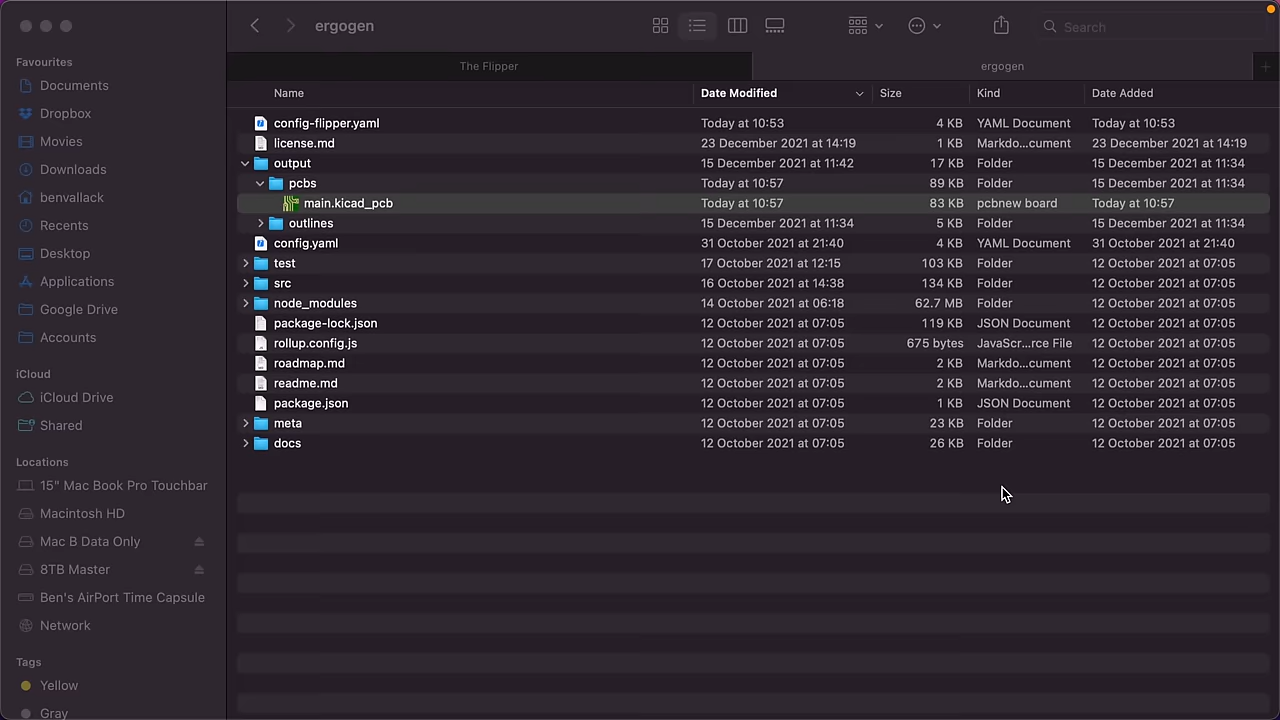 ergogen
Search
The Flipper
ergogen
Favourites
Documents
Dropbox
Movies
Downloads
benvallack
Recents
Desktop
Applications
Google Drive
Accounts
iCloud
iCloud Drive
Shared
Locations
15" Mac Book Pro Touchbar
Macintosh HD
Mac B Data Only
8TB Master
Ben's AirPort Time Capsule
Network
Tags
Yellow
Gray
Name Date Modified Size Kind Date Added
config-flipper.yaml Today at 10:53 4 KB YAML Document Today at 10:53
license.md 23 December 2021 at 14:19 1 KB Markdo...cument 23 December 2021 at 14:19
output 15 December 2021 at 11:42 17 KB Folder 15 December 2021 at 11:34
pcbs Today at 10:57 89 KB Folder 15 December 2021 at 11:34
main.kicad_pcb Today at 10:57 83 KB pcbnew board Today at 10:57
outlines 15 December 2021 at 11:34 5 KB Folder 15 December 2021 at 11:34
config.yaml 31 October 2021 at 21:40 4 KB YAML Document 31 October 2021 at 21:40
test 17 October 2021 at 12:15 103 KB Folder 12 October 2021 at 07:05
src 16 October 2021 at 14:38 134 KB Folder 12 October 2021 at 07:05
node_modules 14 October 2021 at 06:18 62.7 MB Folder 12 October 2021 at 07:05
package-lock.json 12 October 2021 at 07:05 119 KB JSON Document 12 October 2021 at 07:05
rollup.config.js 12 October 2021 at 07:05 675 bytes JavaScr...rce File 12 October 2021 at 07:05
roadmap.md 12 October 2021 at 07:05 2 KB Markdo...cument 12 October 2021 at 07:05
readme.md 12 October 2021 at 07:05 2 KB Markdo...cument 12 October 2021 at 07:05
package.json 12 October 2021 at 07:05 1 KB JSON Document 12 October 2021 at 07:05
meta 12 October 2021 at 07:05 23 KB Folder 12 October 2021 at 07:05
docs 12 October 2021 at 07:05 26 KB Folder 12 October 2021 at 07:05